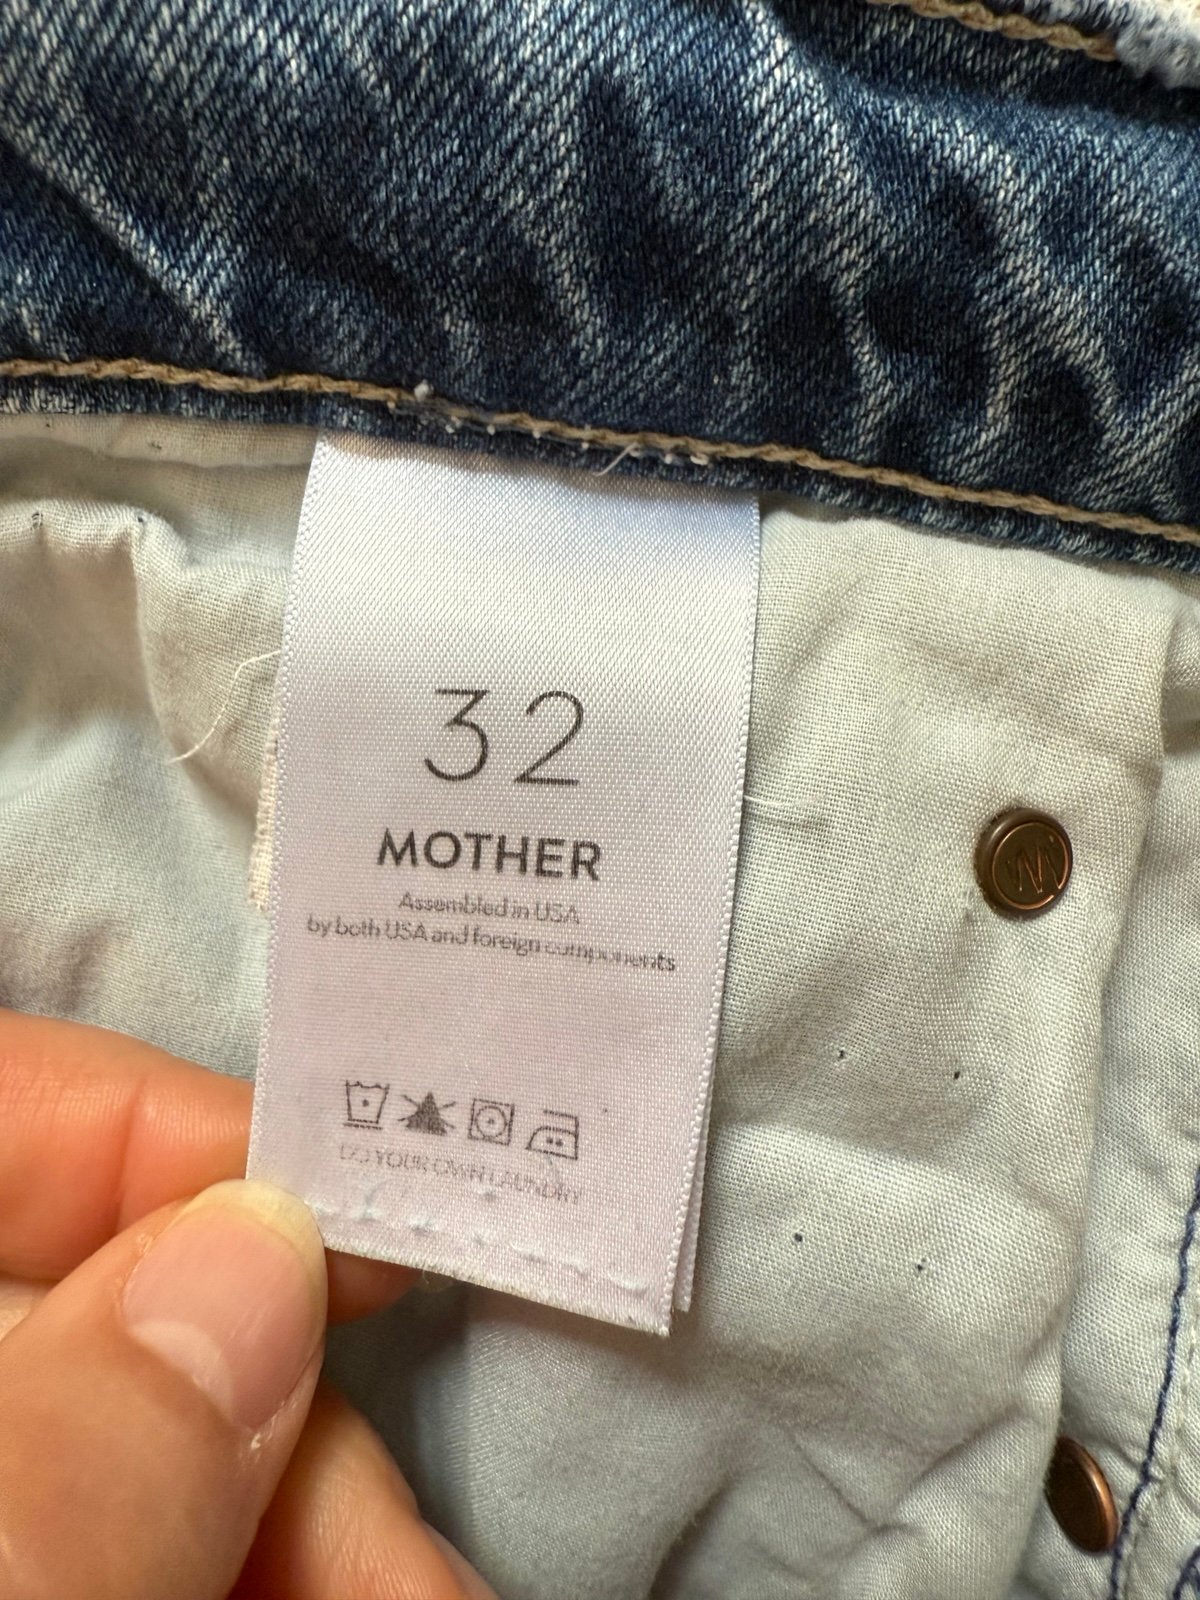 32
MOTHER
Assembled in USA
by both USA and foreign components
DO YOUR OWN LAUNDRY
M